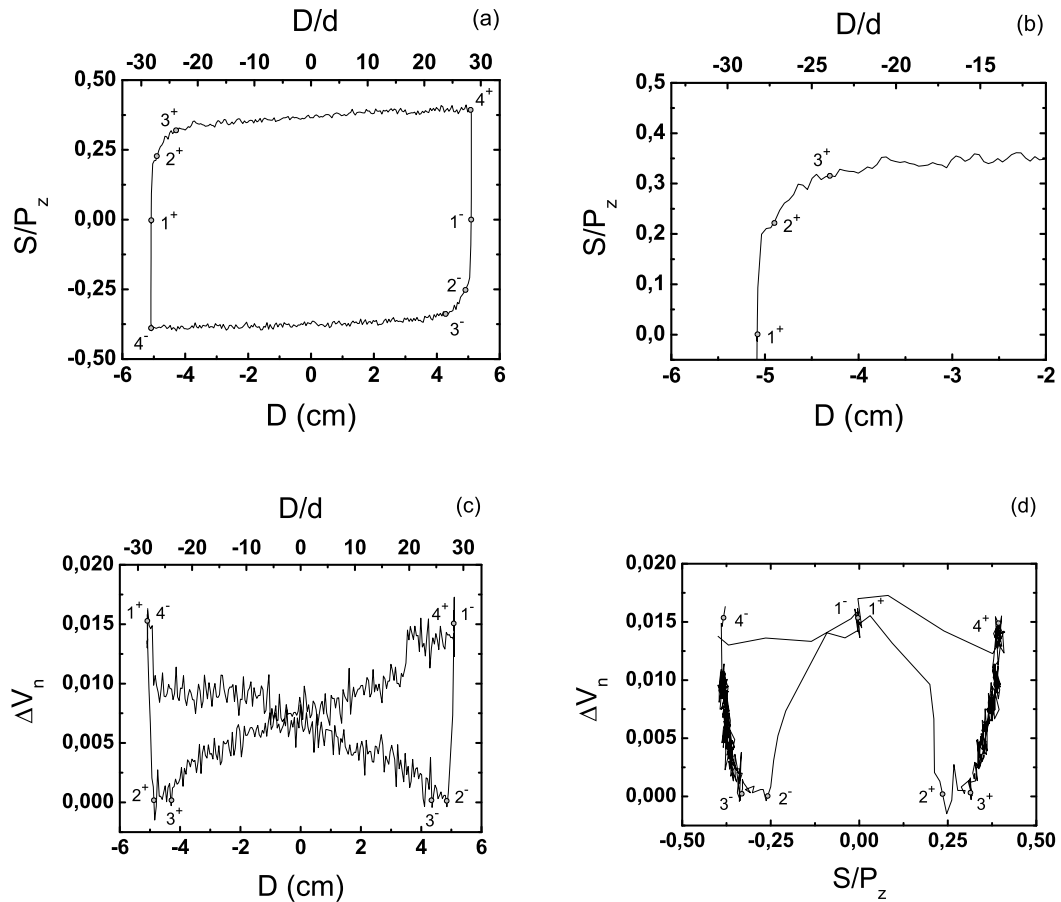 D/d
(a)
-30 -20 -10 0 10 20 30
0,50
0,25
0,00
-0,25
-0,50
S/Pz
3+
2+
1+
4-
4+
1-
2-
3-
-6 -4 -2 0 2 4 6
D (cm)
D/d
(b)
-30 -25 -20 -15
0,5
0,4
0,3
0,2
0,1
0,0
S/Pz
3+
2+
1+
-6 -5 -4 -3 -2
D (cm)
D/d
(c)
-30 -20 -10 0 10 20 30
0,020
0,015
0,010
0,005
0,000
ΔVn
1+ 4-
4+ 1-
2+
3+
3-
2-
-6 -4 -2 0 2 4 6
D (cm)
(d)
0,020
0,015
0,010
0,005
0,000
ΔVn
4-
1- 1+
4+
3-
2-
2+
3+
-0,50 -0,25 0,00 0,25 0,50
S/Pz